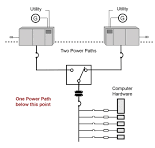 Utility
Utility
G
G
Two Power Paths
One Power Path
below this point
Computer
Hardware